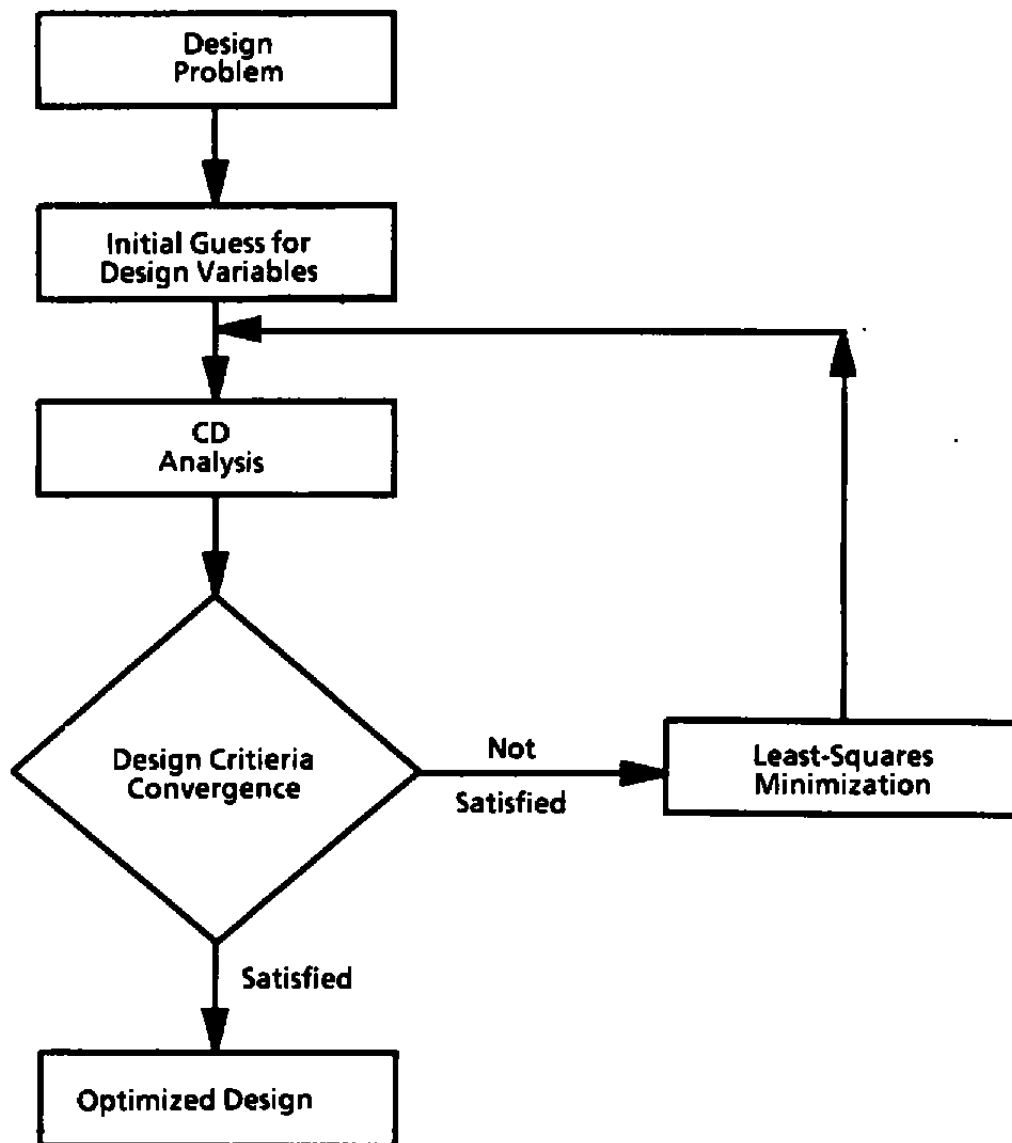 Design
Problem
Initial Guess for
Design Variables
CD
Analysis
Design Critieria
Convergence
Not
Satisfied
Least-Squares
Minimization
Satisfied
Optimized Design